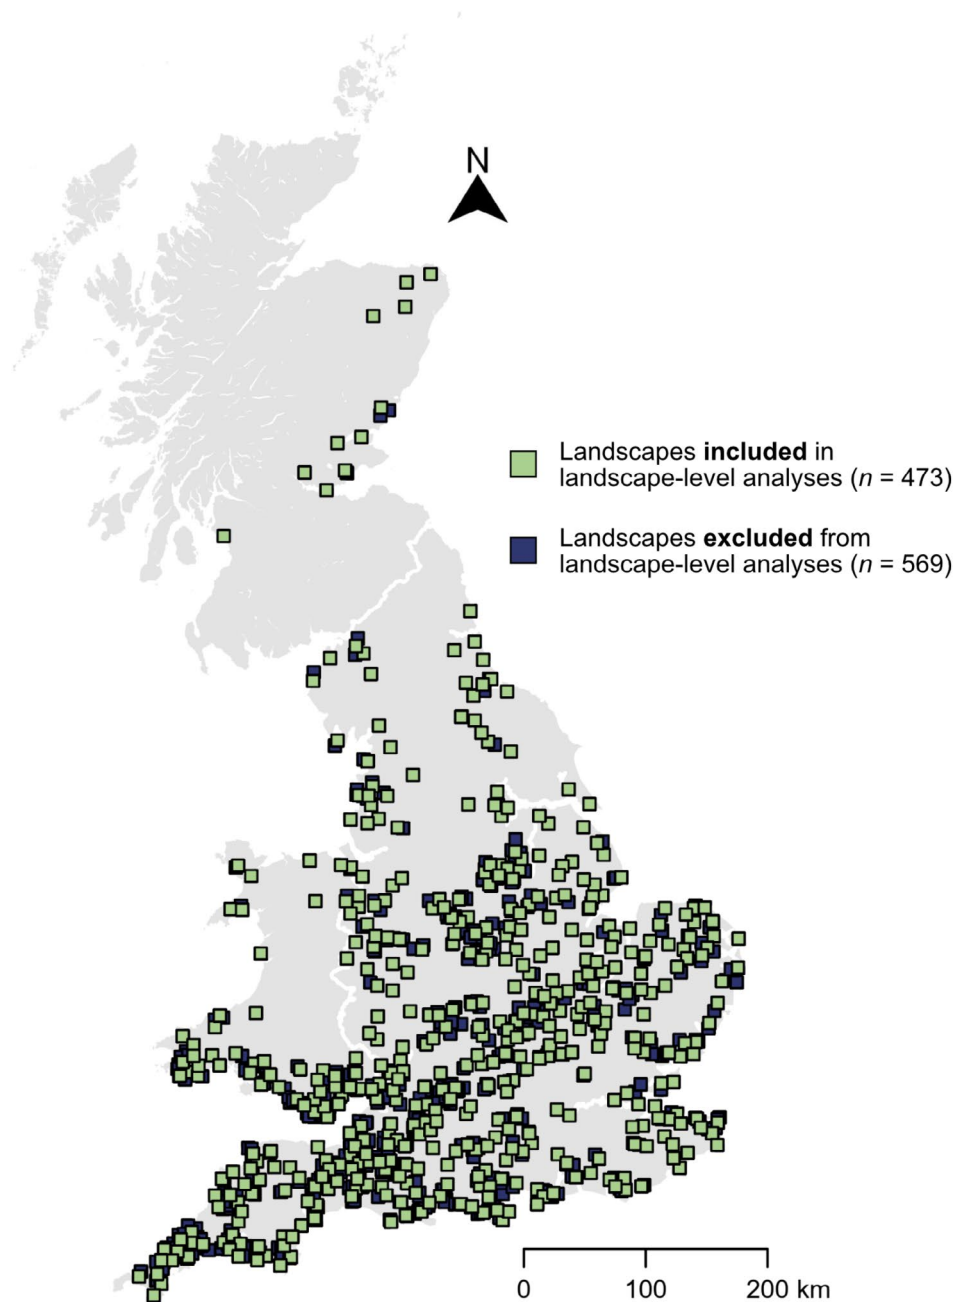 N
Landscapes included in
landscape-level analyses (n = 473)
Landscapes excluded from
landscape-level analyses (n = 569)
0 100 200 km